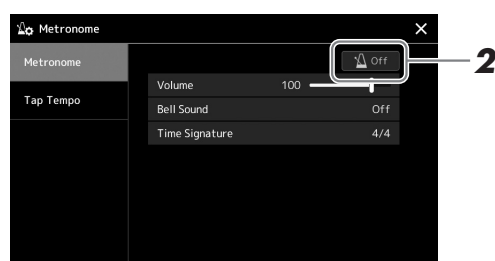 Metronome
Metronome
Off
2
Volume 100
Tap Tempo
Bell Sound Off
Time Signature 4/4